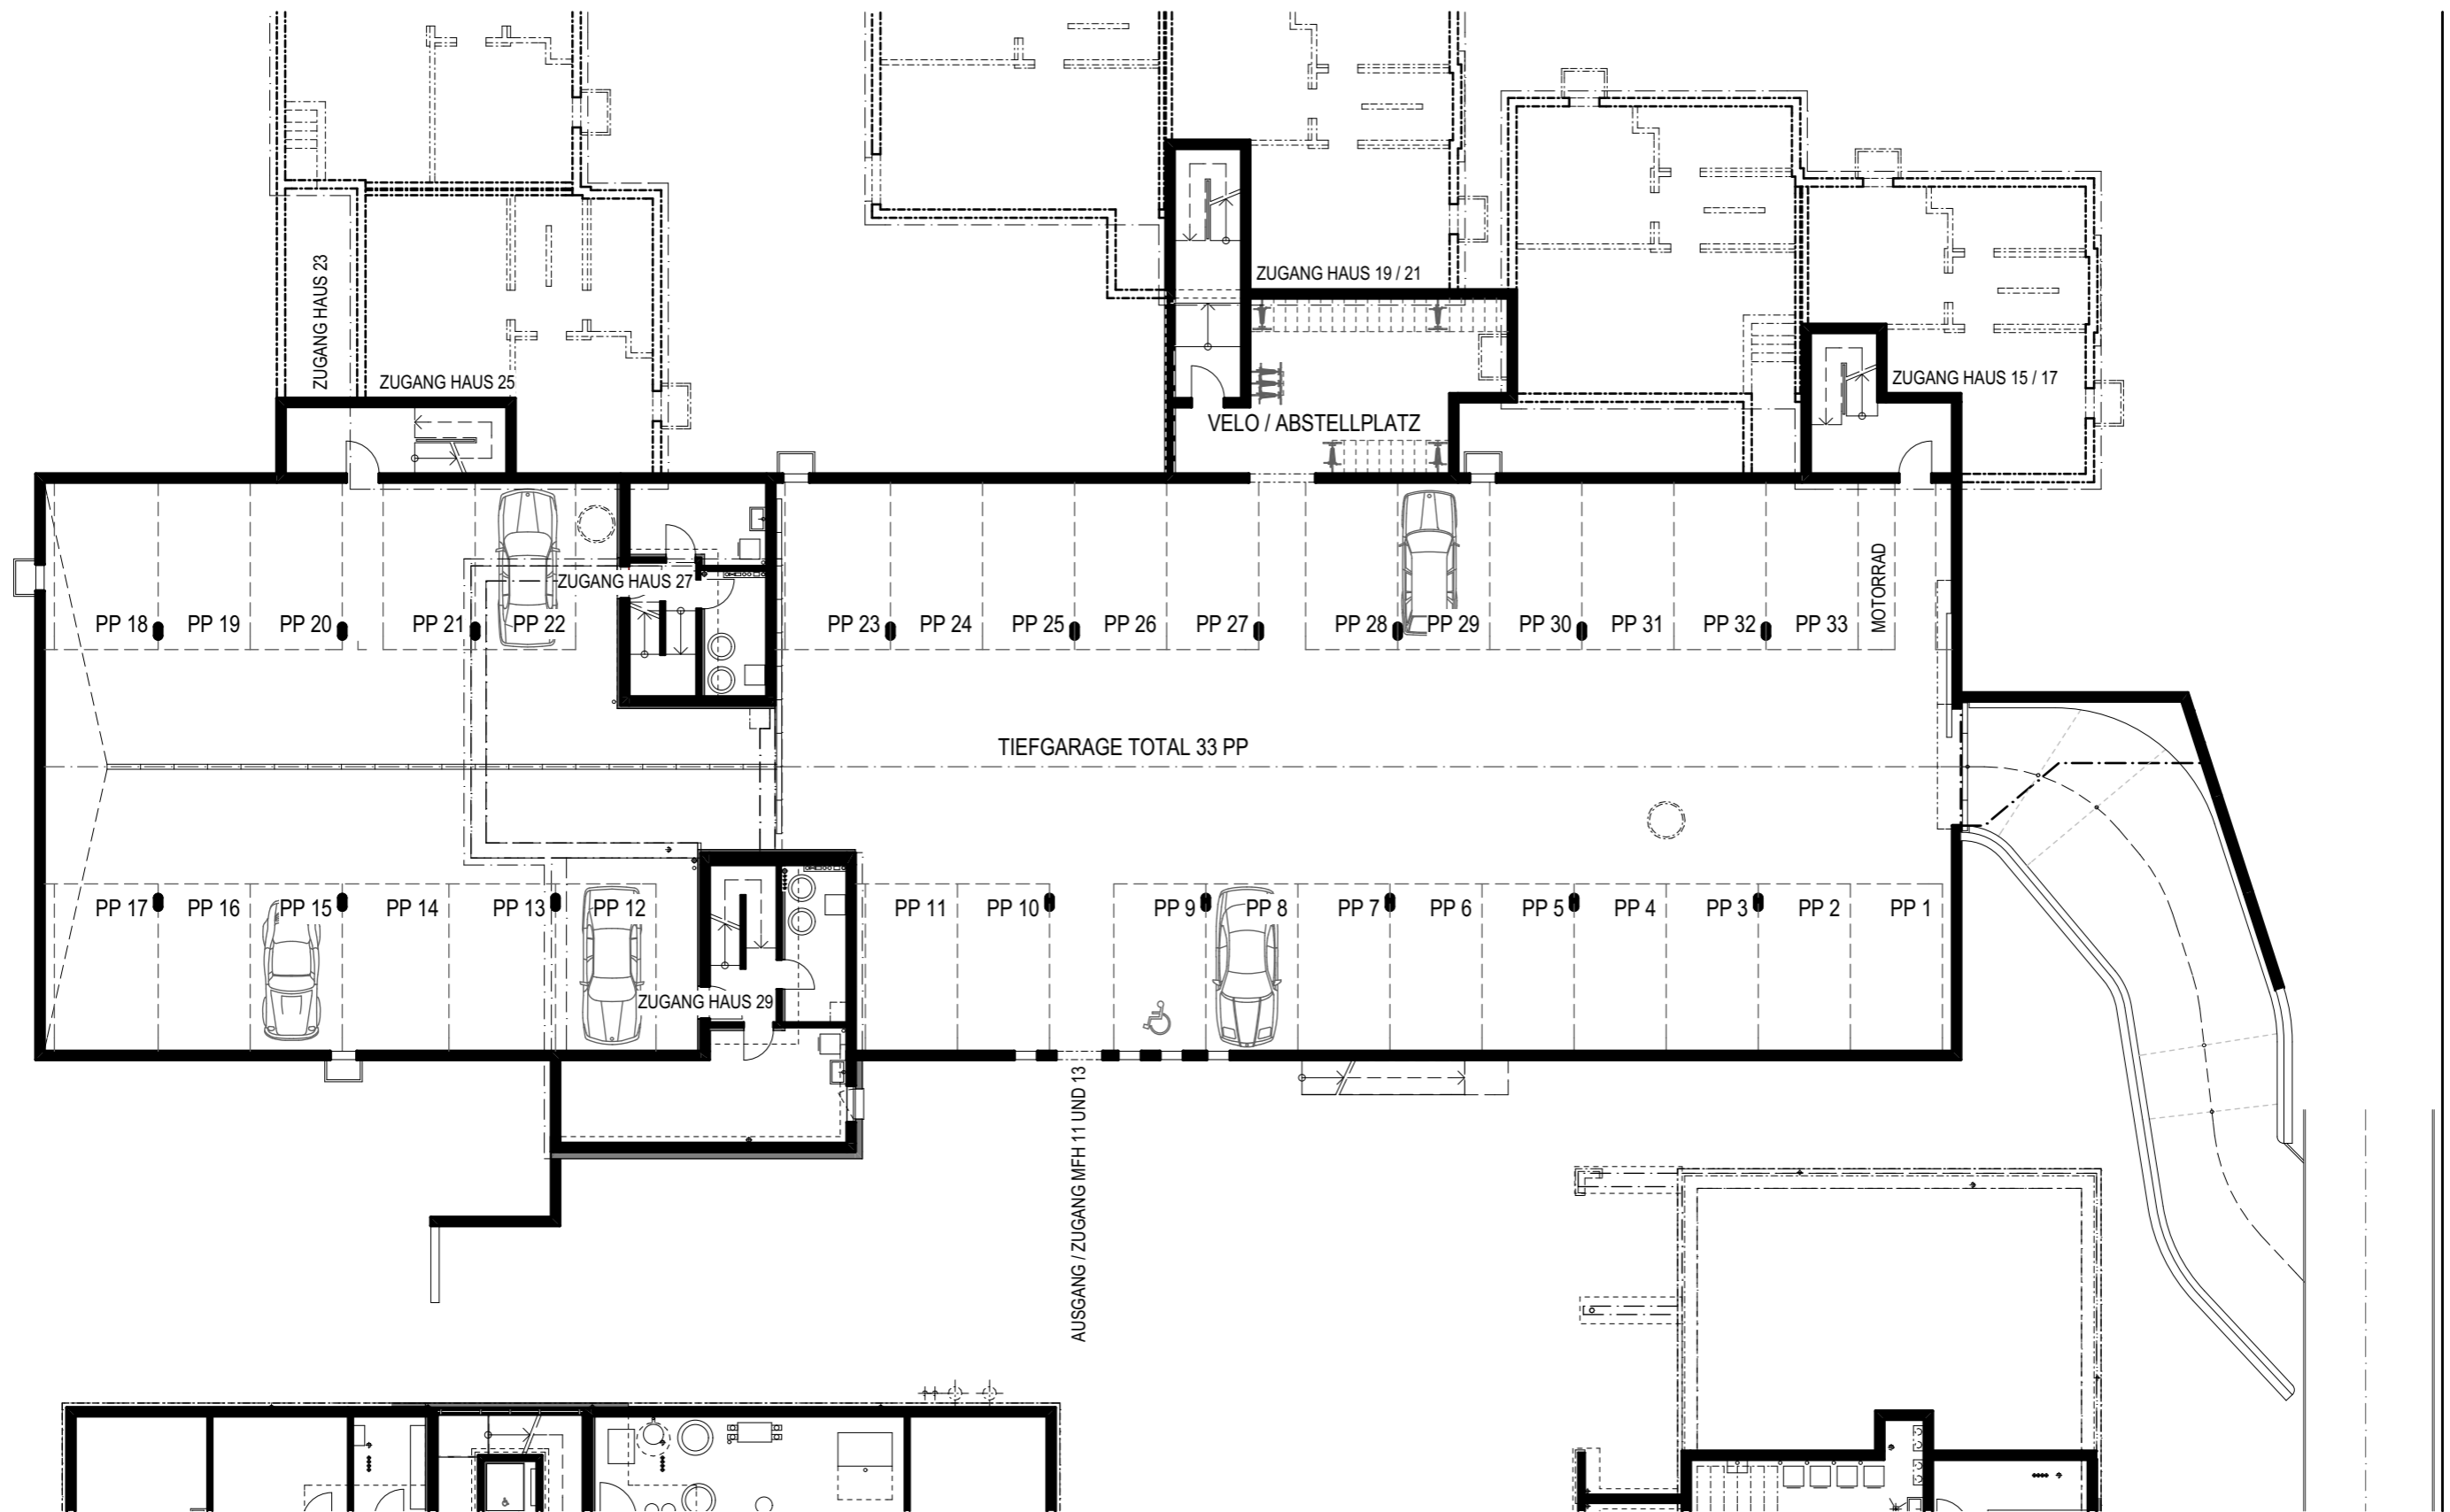 ZUGANG HAUS 23
ZUGANG HAUS 25
ZUGANG HAUS 19 / 21
ZUGANG HAUS 15 / 17
VELO / ABSTELLPLATZ
ZUGANG HAUS 27
MOTORRAD
PP 18
PP 19
PP 20
PP 21
PP 22
PP 23
PP 24
PP 25
PP 26
PP 27
PP 28
PP 29
PP 30
PP 31
PP 32
PP 33
TIEFGARAGE TOTAL 33 PP
PP 17
PP 16
PP 15
PP 14
PP 13
PP 12
PP 11
PP 10
PP 9
PP 8
PP 7
PP 6
PP 5
PP 4
PP 3
PP 2
PP 1
ZUGANG HAUS 29
AUSGANG / ZUGANG MFH 11 UND 13